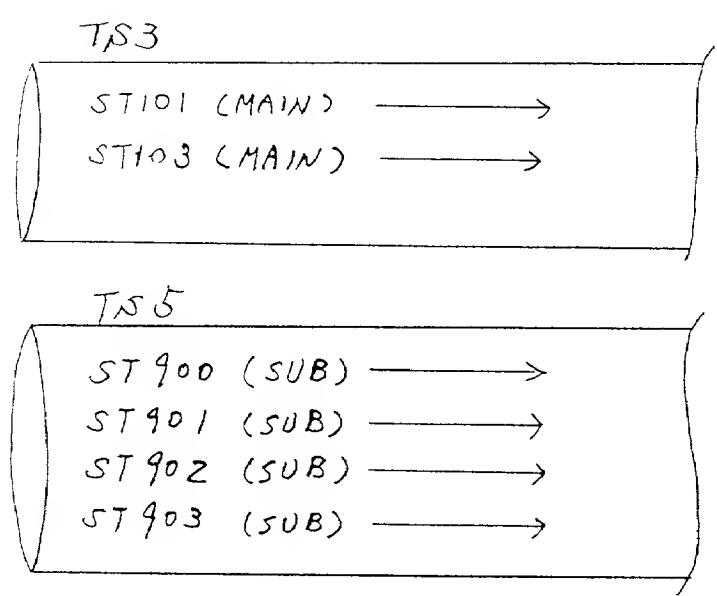 TS3
ST101 (MAIN)
ST103 (MAIN)
TS5
ST900 (SUB)
ST901 (SUB)
ST902 (SUB)
ST903 (SUB)